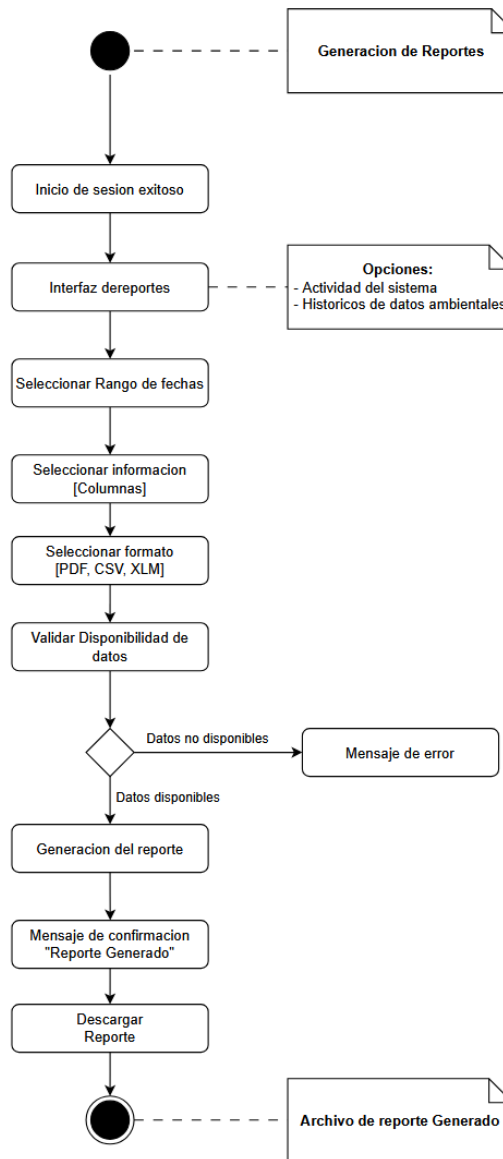 Generacion de Reportes
Inicio de sesion exitoso
Interfaz dereportes
Opciones:
- Actividad del sistema
- Historicos de datos ambientales
Seleccionar Rango de fechas
Seleccionar informacion
[Columnas]
Seleccionar formato
[PDF, CSV, XLM]
Validar Disponibilidad de
datos
Datos no disponibles
Mensaje de error
Datos disponibles
Generacion del reporte
Mensaje de confirmacion
"Reporte Generado"
Descargar
Reporte
Archivo de reporte Generado